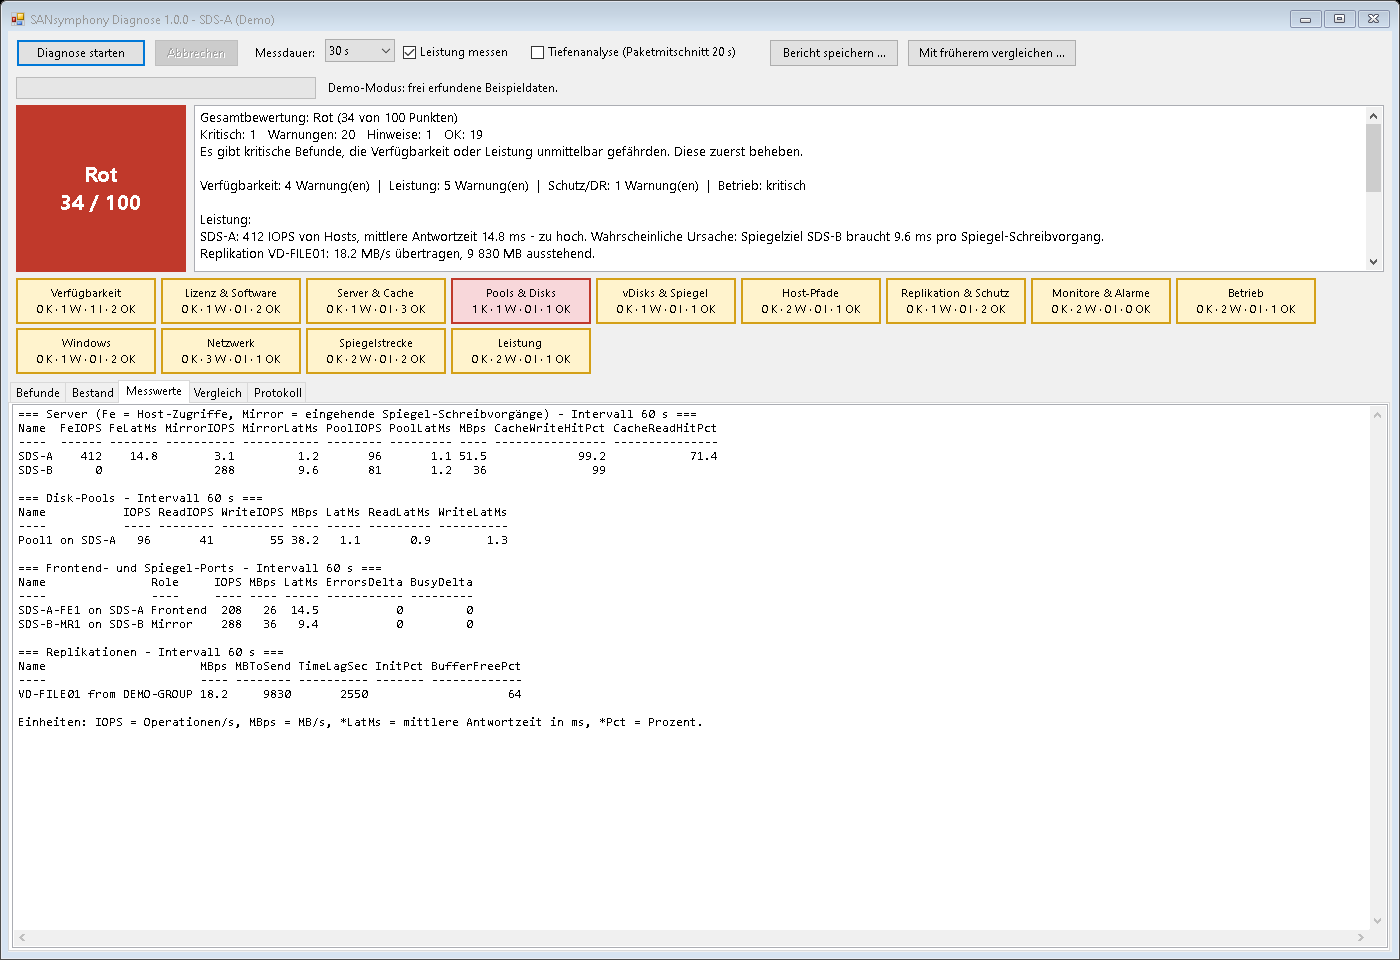 SANsymphony Diagnose 1.0.0 - SDS-A (Demo)
Diagnose starten
Abbrechen
Messdauer:
30 s
Leistung messen
Tiefenanalyse (Paketmitschnitt 20 s)
Bericht speichern ...
Mit früherem vergleichen ...
Demo-Modus: frei erfundene Beispieldaten.
Rot
34 / 100
Gesamtbewertung: Rot (34 von 100 Punkten)
Kritisch: 1   Warnungen: 20   Hinweise: 1   OK: 19
Es gibt kritische Befunde, die Verfügbarkeit oder Leistung unmittelbar gefährden. Diese zuerst beheben.
Verfügbarkeit: 4 Warnung(en)  |  Leistung: 5 Warnung(en)  |  Schutz/DR: 1 Warnung(en)  |  Betrieb: kritisch
Leistung:
SDS-A: 412 IOPS von Hosts, mittlere Antwortzeit 14.8 ms - zu hoch. Wahrscheinliche Ursache: Spiegelziel SDS-B braucht 9.6 ms pro Spiegel-Schreibvorgang.
Replikation VD-FILE01: 18.2 MB/s übertragen, 9 830 MB ausstehend.
Verfügbarkeit
0 K · 1 W · 1 I · 2 OK
Lizenz & Software
0 K · 1 W · 0 I · 2 OK
Server & Cache
0 K · 1 W · 0 I · 3 OK
Pools & Disks
1 K · 1 W · 0 I · 1 OK
vDisks & Spiegel
0 K · 1 W · 0 I · 1 OK
Host-Pfade
0 K · 2 W · 0 I · 1 OK
Replikation & Schutz
0 K · 1 W · 0 I · 2 OK
Monitore & Alarme
0 K · 2 W · 0 I · 0 OK
Betrieb
0 K · 2 W · 0 I · 1 OK
Windows
0 K · 1 W · 0 I · 2 OK
Netzwerk
0 K · 3 W · 0 I · 1 OK
Spiegelstrecke
0 K · 2 W · 0 I · 2 OK
Leistung
0 K · 2 W · 0 I · 1 OK
Befunde
Bestand
Messwerte
Vergleich
Protokoll
=== Server (Fe = Host-Zugriffe, Mirror = eingehende Spiegel-Schreibvorgänge) - Intervall 60 s ===
Name  FeIOPS FeLatMs MirrorIOPS MirrorLatMs PoolIOPS PoolLatMs MBps CacheWriteHitPct CacheReadHitPct
----  ------ ------- ---------- ----------- -------- --------- ---- ---------------- ---------------
SDS-A    412    14.8        3.1         1.2       96       1.1 51.5             99.2            71.4
SDS-B      0                288         9.6       81       1.2   36               99
=== Disk-Pools - Intervall 60 s ===
Name           IOPS ReadIOPS WriteIOPS MBps LatMs ReadLatMs WriteLatMs
----           ---- -------- --------- ---- ----- --------- ----------
Pool1 on SDS-A   96       41        55 38.2   1.1       0.9        1.3
=== Frontend- und Spiegel-Ports - Intervall 60 s ===
Name               Role     IOPS MBps LatMs ErrorsDelta BusyDelta
----               ----     ---- ---- ----- ----------- ---------
SDS-A-FE1 on SDS-A Frontend  208   26  14.5           0         0
SDS-B-MR1 on SDS-B Mirror    288   36   9.4           0         0
=== Replikationen - Intervall 60 s ===
Name                      MBps MBToSend TimeLagSec InitPct BufferFreePct
----                      ---- -------- ---------- ------- -------------
VD-FILE01 from DEMO-GROUP 18.2     9830       2550                    64
Einheiten: IOPS = Operationen/s, MBps = MB/s, *LatMs = mittlere Antwortzeit in ms, *Pct = Prozent.